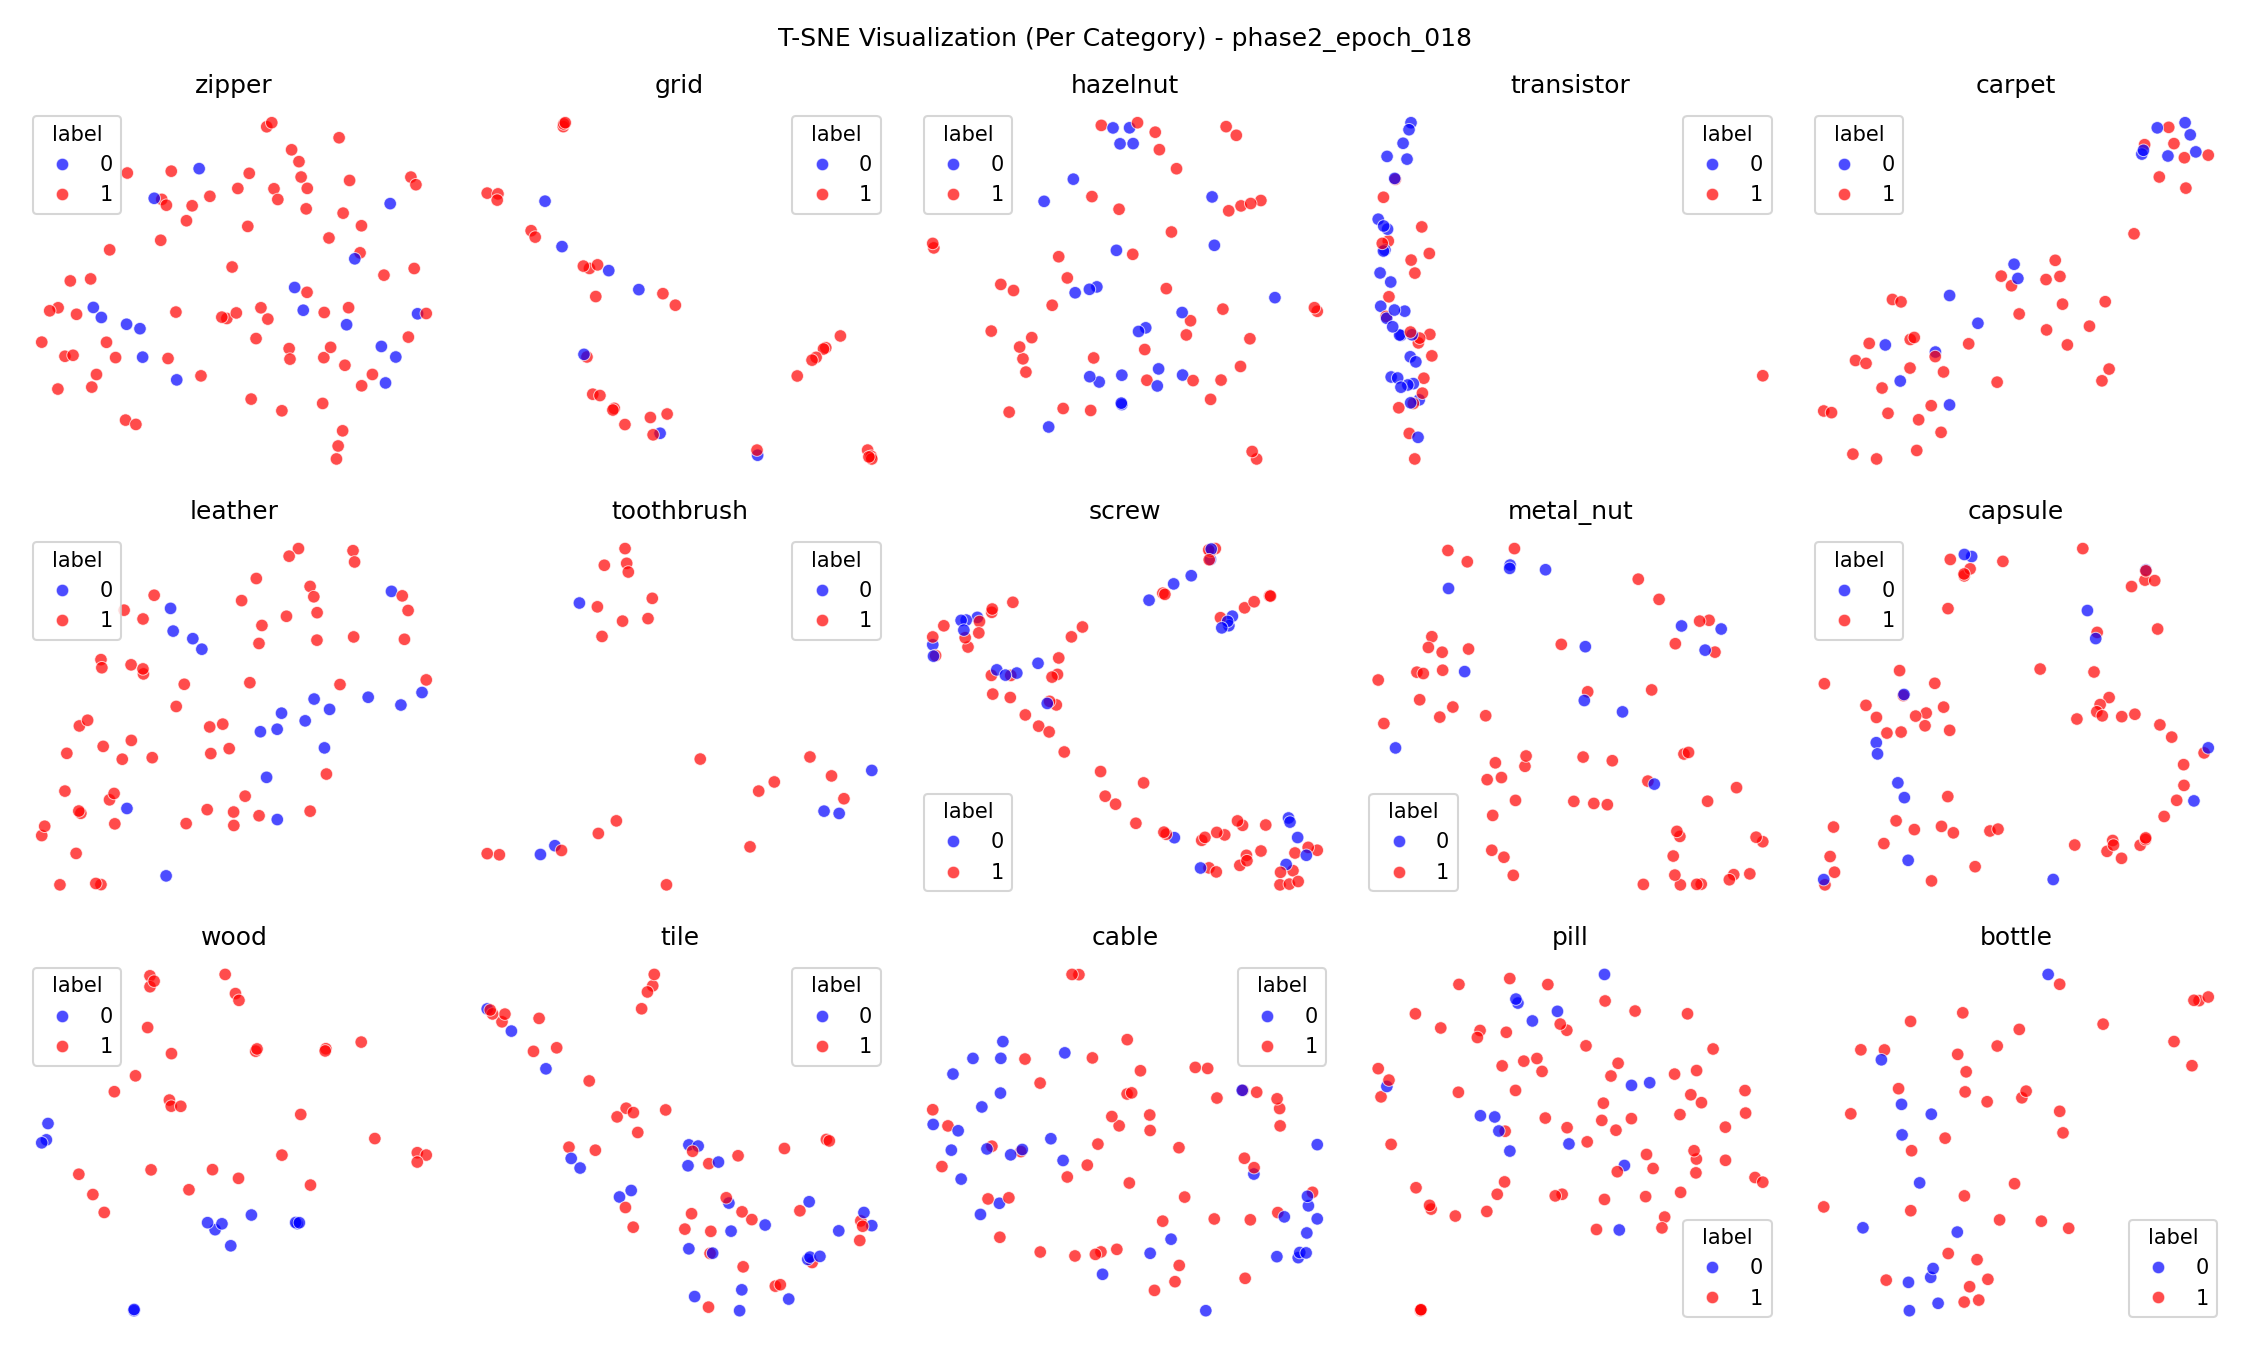 T-SNE Visualization (Per Category) - phase2_epoch_018
zipper
label
0
1
grid
label
0
1
hazelnut
label
0
1
transistor
label
0
1
carpet
label
0
1
leather
label
0
1
toothbrush
label
0
1
screw
label
0
1
metal_nut
label
0
1
capsule
label
0
1
wood
label
0
1
tile
label
0
1
cable
label
0
1
pill
label
0
1
bottle
label
0
1